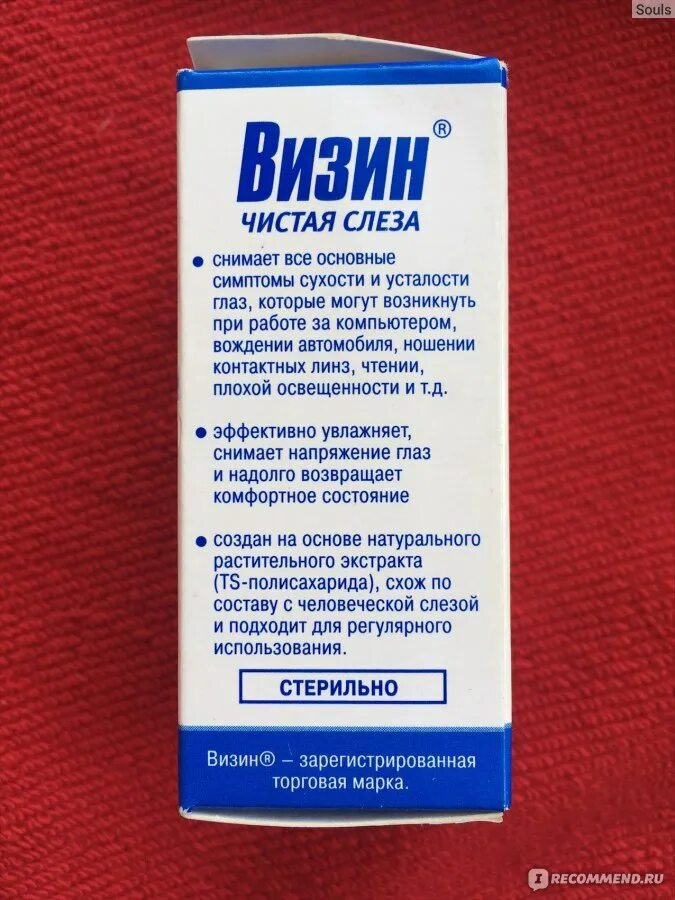 Souls
Визин®
ЧИСТАЯ СЛЕЗА
• снимает все основные
симптомы сухости и усталости
глаз, которые могут возникнуть
при работе за компьютером,
вождении автомобиля, ношении
контактных линз, чтении,
плохой освещенности и т.д.
• эффективно увлажняет,
снимает напряжение глаз
и надолго возвращает
комфортное состояние
• создан на основе натурального
растительного экстракта
(TS-полисахарида), схож по
составу с человеческой слезой
и подходит для регулярного
использования.
СТЕРИЛЬНО
Визин® – зарегистрированная
торговая марка.
IRECOMMEND.RU